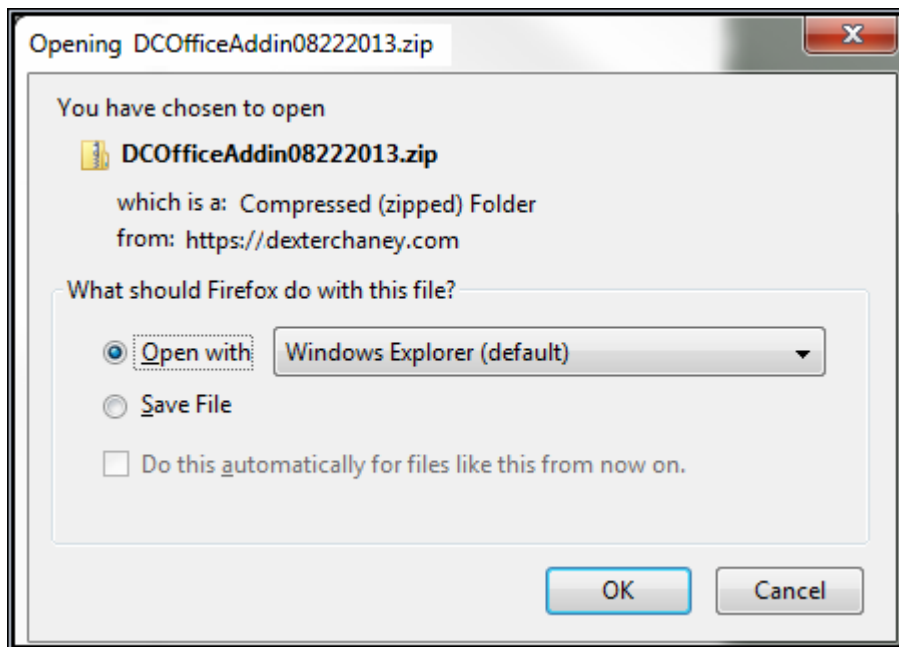 Opening DCOfficeAddin08222013.zip
You have chosen to open
DCOfficeAddin08222013.zip
which is a: Compressed (zipped) Folder
from: https://dexterchaney.com
What should Firefox do with this file?
Open with Windows Explorer (default)
Save File
Do this automatically for files like this from now on.
OK Cancel